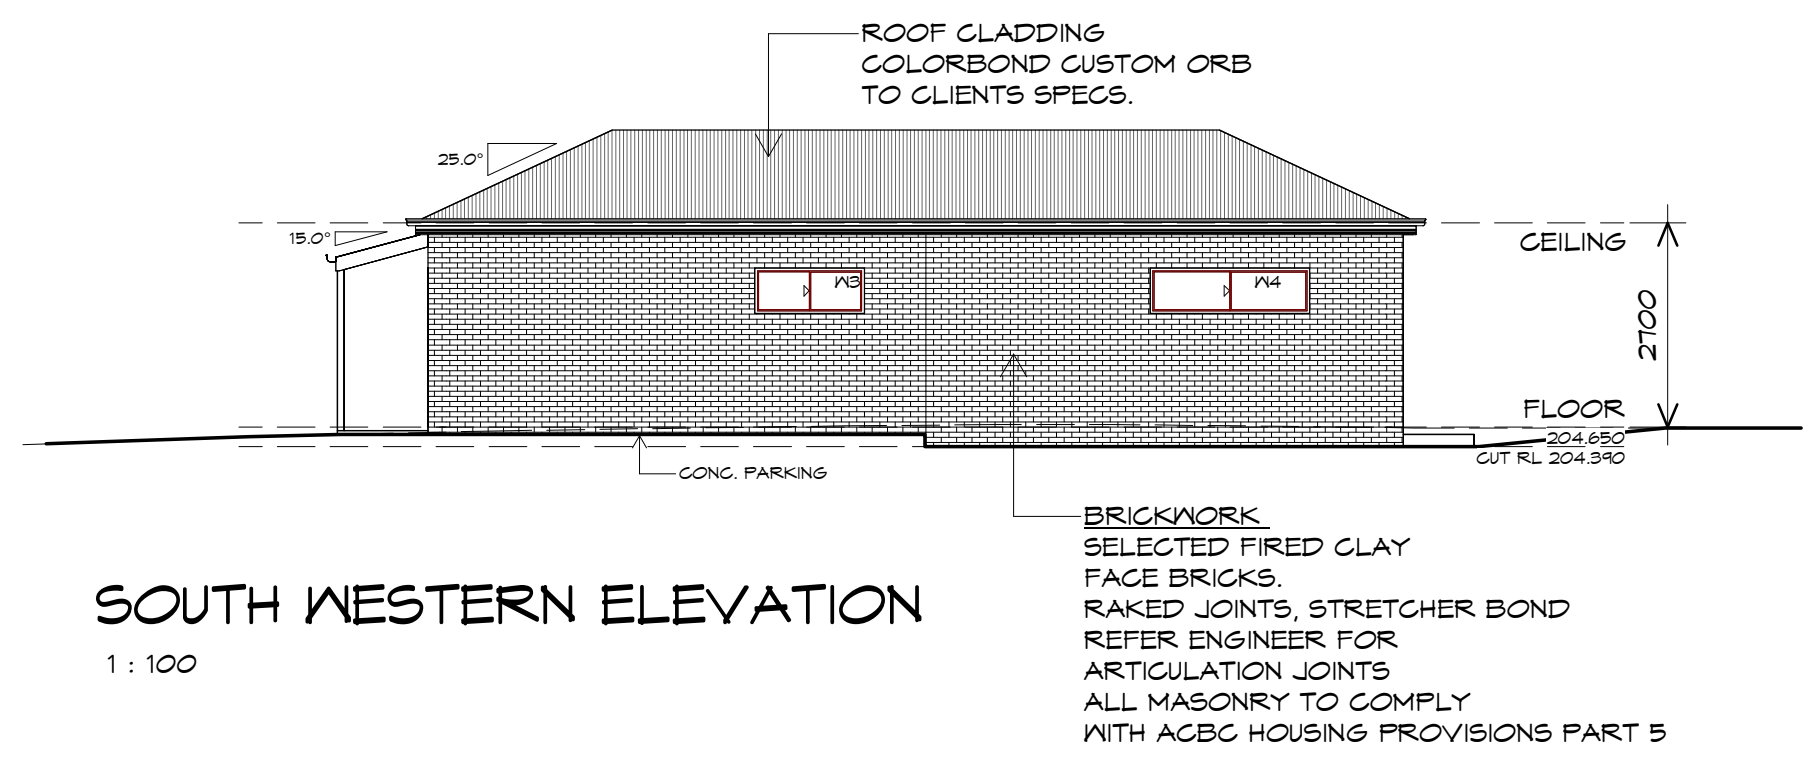 ROOF CLADDING
COLORBOND CUSTOM ORB
TO CLIENTS SPECS.
25.0°
15.0°
CEILING
W3
W4
2700
FLOOR
204.650
CUT RL 204.390
CONC. PARKING
BRICKWORK
SELECTED FIRED CLAY
FACE BRICKS.
RAKED JOINTS, STRETCHER BOND
REFER ENGINEER FOR
ARTICULATION JOINTS
ALL MASONRY TO COMPLY
WITH ACBC HOUSING PROVISIONS PART 5
SOUTH WESTERN ELEVATION
1 : 100